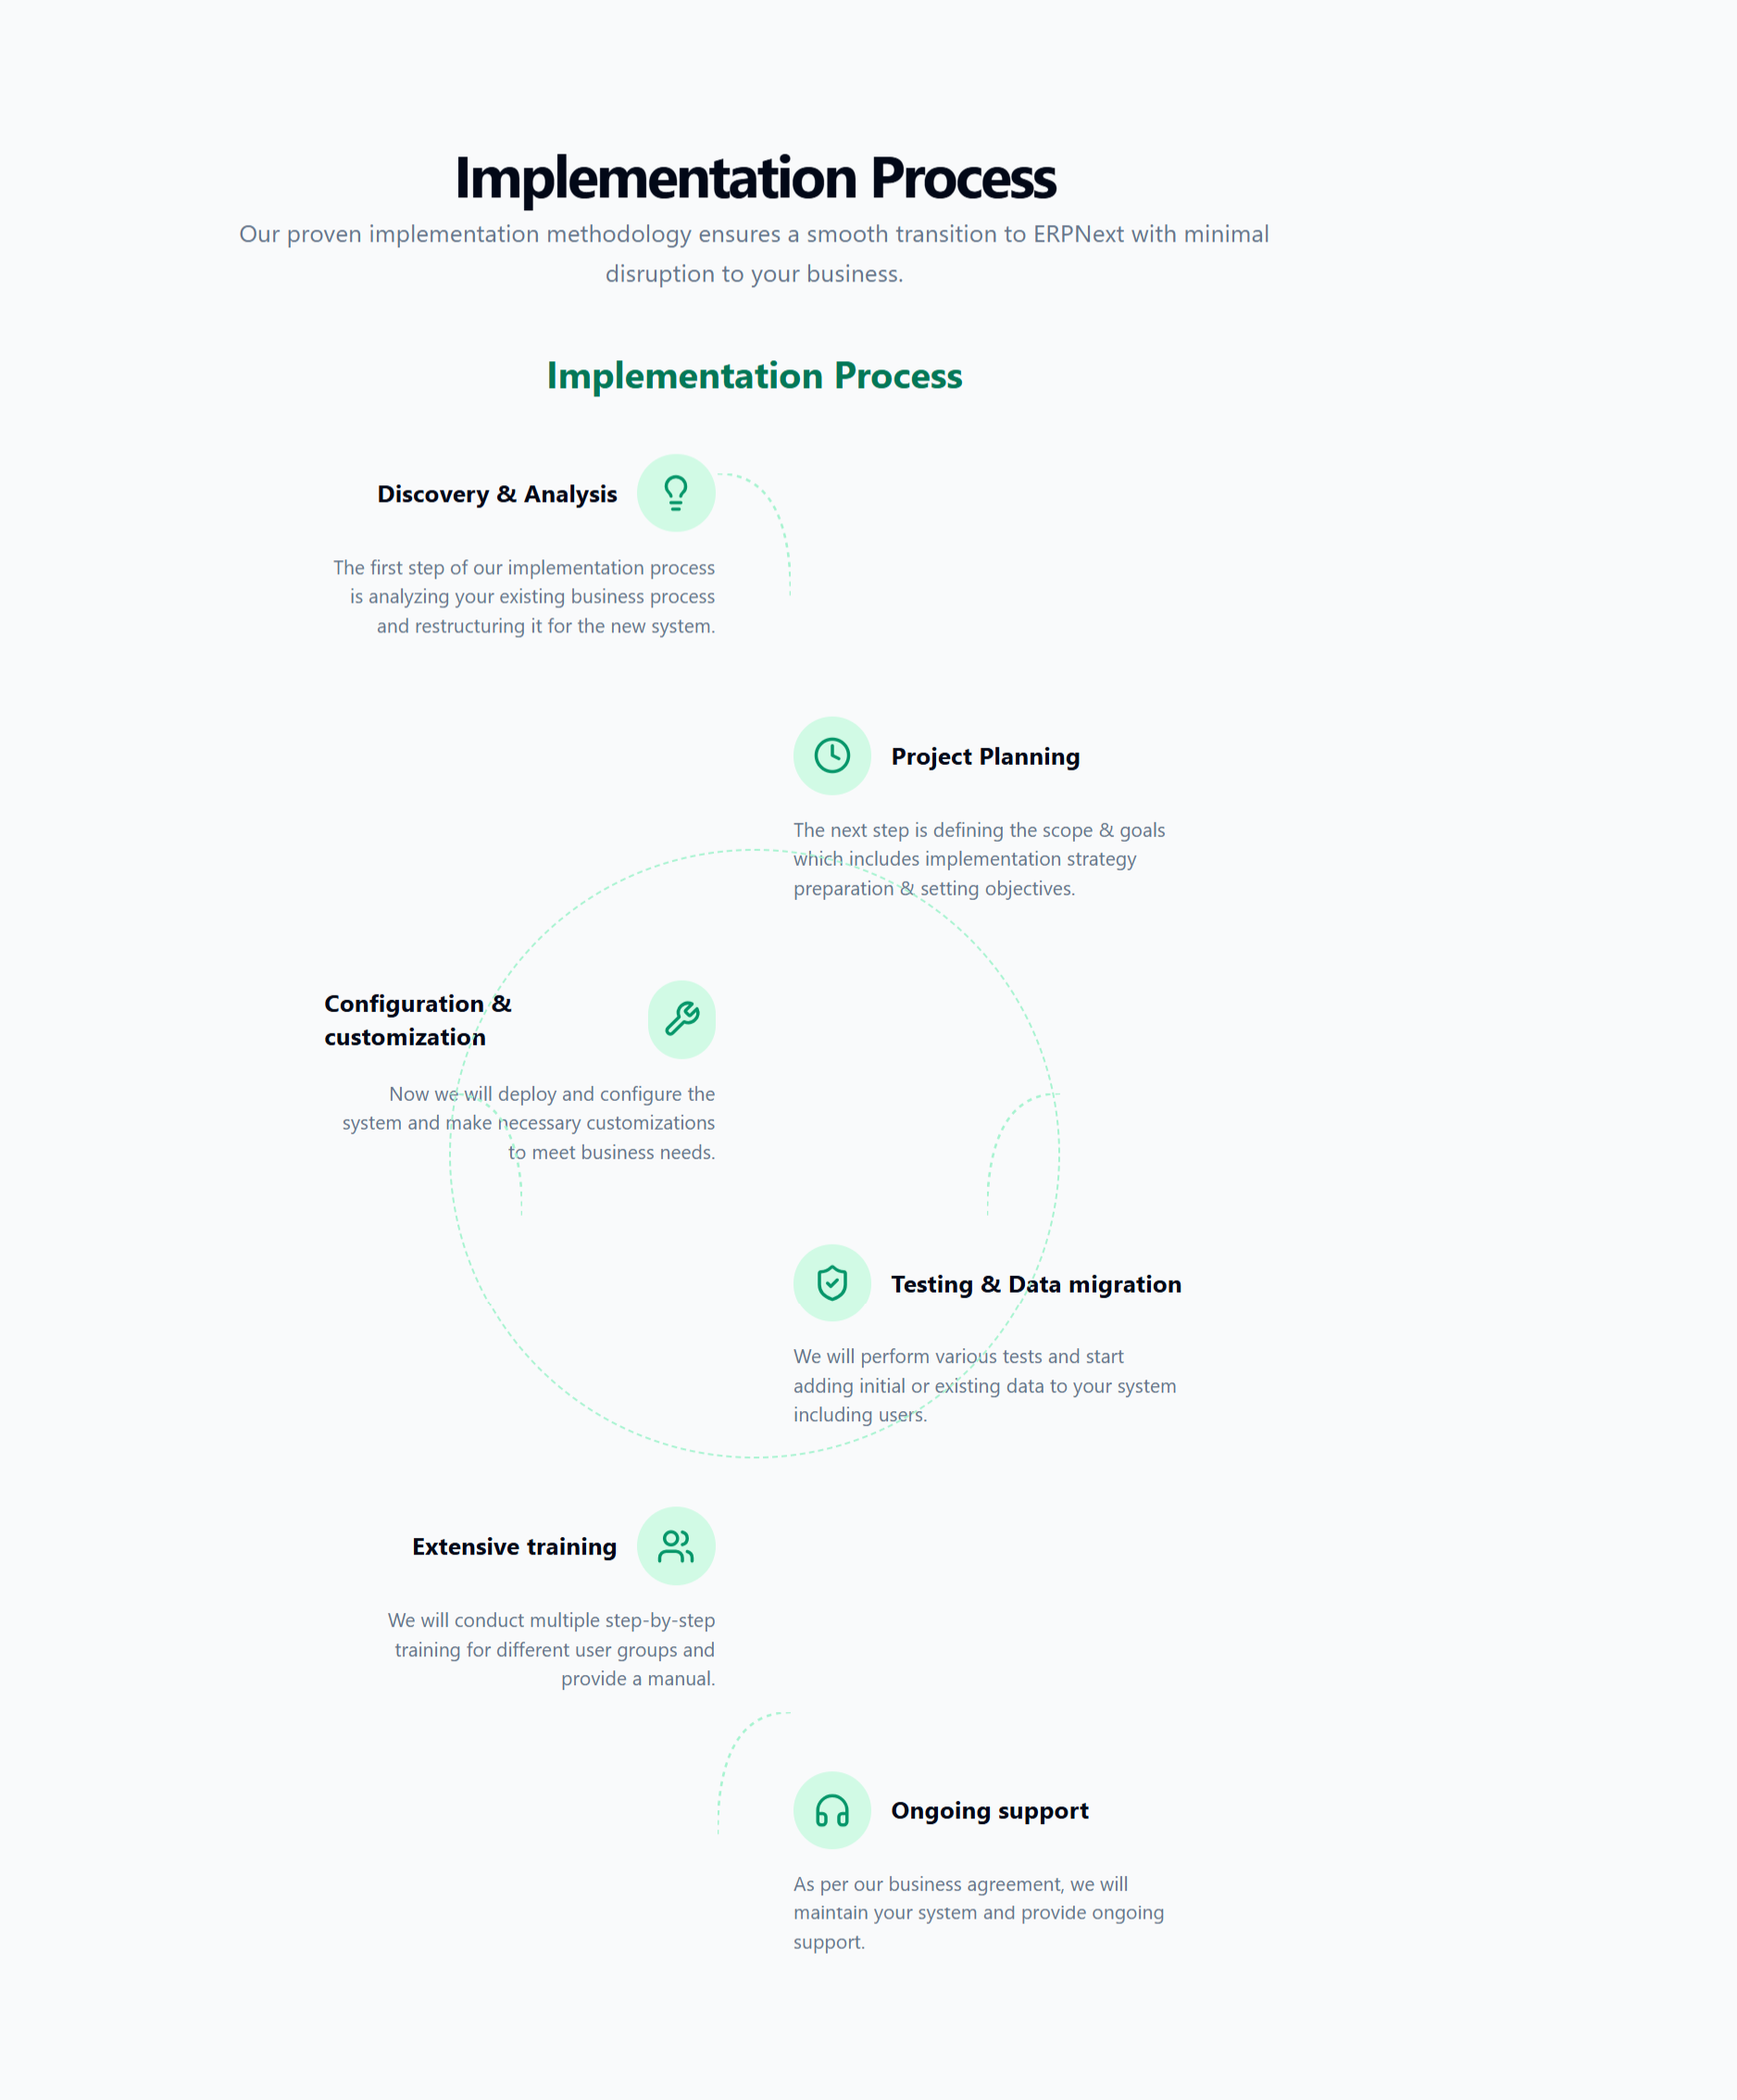 Implementation Process
Our proven implementation methodology ensures a smooth transition to ERPNext with minimal
disruption to your business.
Implementation Process
Discovery & Analysis
The first step of our implementation process
is analyzing your existing business process
and restructuring it for the new system.
Project Planning
The next step is defining the scope & goals
which includes implementation strategy
preparation & setting objectives.
Configuration &
customization
Now we will deploy and configure the
system and make necessary customizations
to meet business needs.
Testing & Data migration
We will perform various tests and start
adding initial or existing data to your system
including users.
Extensive training
We will conduct multiple step-by-step
training for different user groups and
provide a manual.
Ongoing support
As per our business agreement, we will
maintain your system and provide ongoing
support.